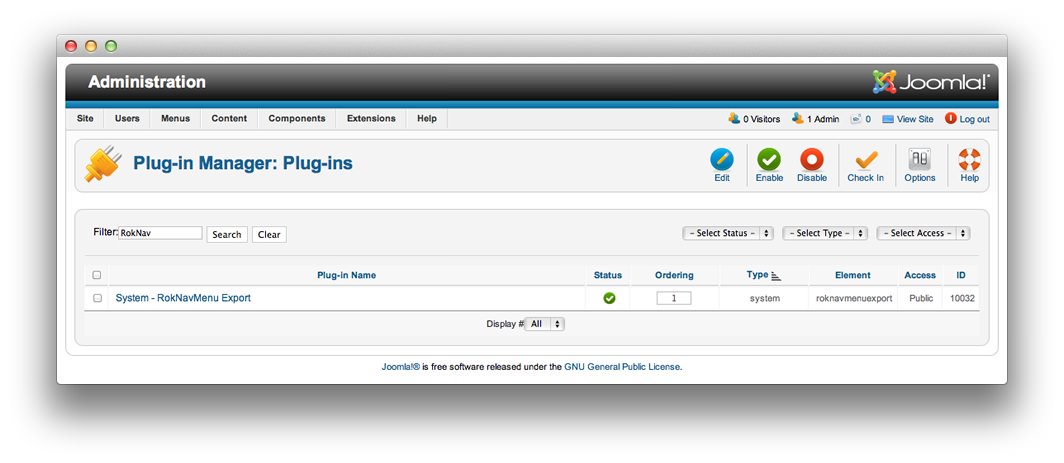 Administration Joomla!®
Site Users Menus Content Components Extensions Help 0 Visitors 1 Admin 0 View Site Log out
Plug-in Manager: Plug-ins Edit Enable Disable Check In Options Help
Filter: RokNav Search Clear - Select Status - - Select Type - - Select Access -
Plug-in Name Status Ordering Type Element Access ID
System - RokNavMenu Export 1 system roknavmenuexport Public 10032
Display # All
Joomla!® is free software released under the GNU General Public License.